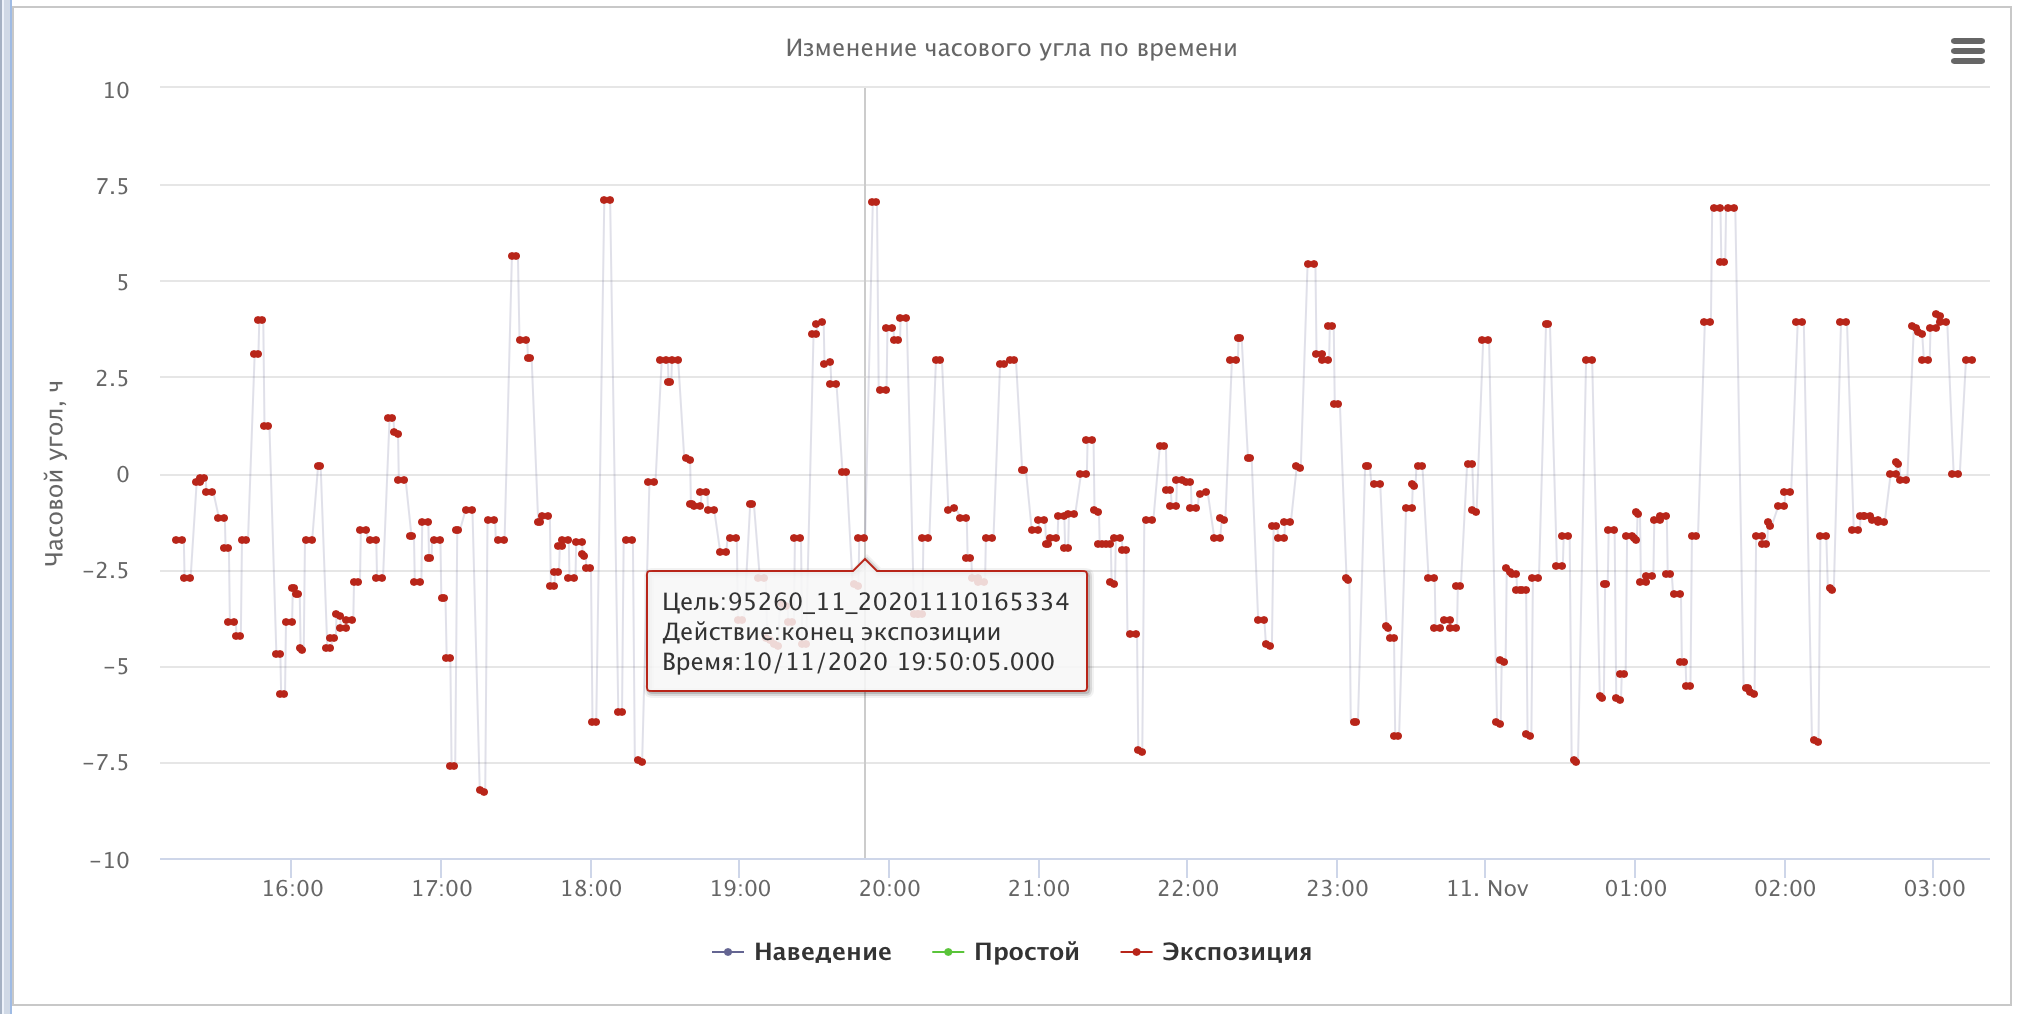 Изменение часового угла по времени
Часовой угол, ч
10
7.5
5
2.5
0
−2.5
−5
−7.5
−10
Цель:95260_11_20201110165334
Действие:конец экспозиции
Время:10/11/2020 19:50:05.000
16:00 17:00 18:00 19:00 20:00 21:00 22:00 23:00 11. Nov 01:00 02:00 03:00
Наведение Простой Экспозиция